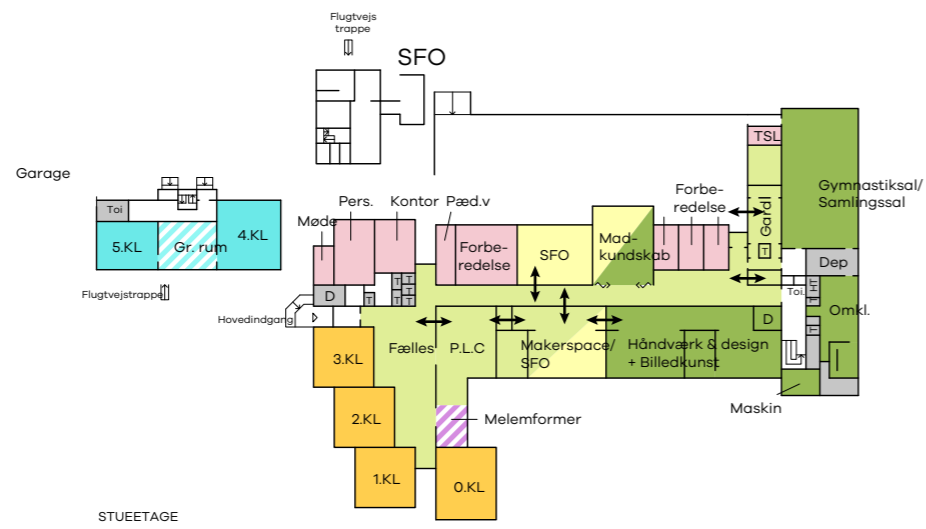 Flugtvejs
trappe
SFO
TSL
Garage
Forbe-
redelse
Gymnastiksal/
Samlingssal
Pers.
Kontor
Pæd.v
Gardl
Toi
Møde
5.KL
Gr. rum
4.KL
Forbe-
redelse
SFO
Mad-
kundskab
T
Dep
Flugtvejstrappe
D
T
T
T
T
T
T
T
Toi.
T
T
Hovedindgang
D
T
Omkl.
3.KL
Fælles
P.L.C
Makerspace/
SFO
Håndværk & design
+ Billedkunst
2.KL
Melemformer
Maskin
1.KL
0.KL
STUEETAGE